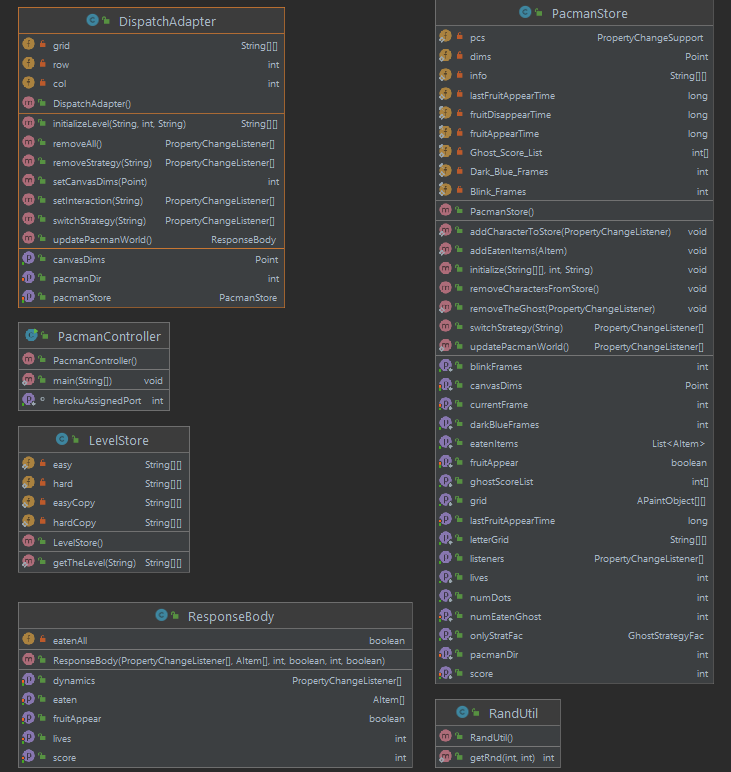 DispatchAdapter
grid String[][]
row int
col int
DispatchAdapter()
initializeLevel(String, int, String) String[][]
removeAll() PropertyChangeListener[]
removeStrategy(String) PropertyChangeListener[]
setCanvasDims(Point) int
setInteraction(String) PropertyChangeListener[]
switchStrategy(String) PropertyChangeListener[]
updatePacmanWorld() ResponseBody
canvasDims Point
pacmanDir int
pacmanStore PacmanStore
PacmanController
PacmanController()
main(String[]) void
herokuAssignedPort int
LevelStore
easy String[][]
hard String[][]
easyCopy String[][]
hardCopy String[][]
LevelStore()
getTheLevel(String) String[][]
ResponseBody
eatenAll boolean
ResponseBody(PropertyChangeListener[], AItem[], int, boolean, int, boolean)
dynamics PropertyChangeListener[]
eaten AItem[]
fruitAppear boolean
lives int
score int
PacmanStore
pcs PropertyChangeSupport
dims Point
info String[][]
lastFruitAppearTime long
fruitDisappearTime long
fruitAppearTime long
Ghost_Score_List int[]
Dark_Blue_Frames int
Blink_Frames int
PacmanStore()
addCharacterToStore(PropertyChangeListener) void
addEatenItems(AItem) void
initialize(String[][], int, String) void
removeCharactersFromStore() void
removeTheGhost(PropertyChangeListener) void
switchStrategy(String) PropertyChangeListener[]
updatePacmanWorld() PropertyChangeListener[]
blinkFrames int
canvasDims Point
currentFrame int
darkBlueFrames int
eatenItems List<AItem>
fruitAppear boolean
ghostScoreList int[]
grid APaintObject[][]
lastFruitAppearTime long
letterGrid String[][]
listeners PropertyChangeListener[]
lives int
numDots int
numEatenGhost int
onlyStratFac GhostStrategyFac
pacmanDir int
score int
RandUtil
RandUtil()
getRnd(int, int) int